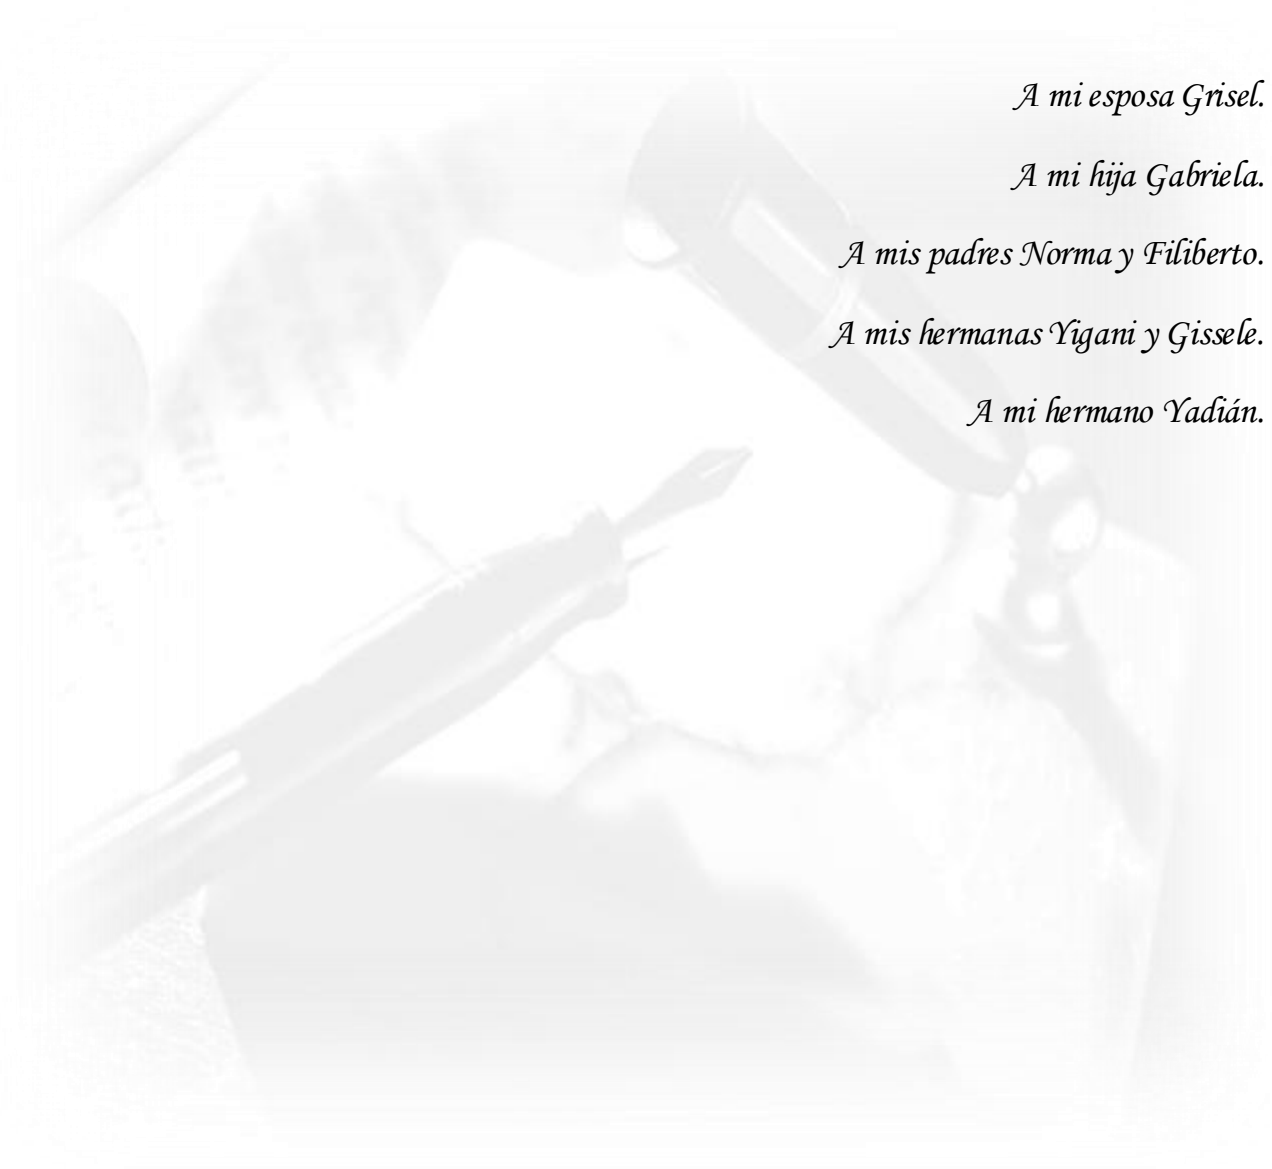 A mi esposa Grisel.
A mi hija Gabriela.
A mis padres Norma y Filiberto.
A mis hermanas Yigani y Gissele.
A mi hermano Yadián.